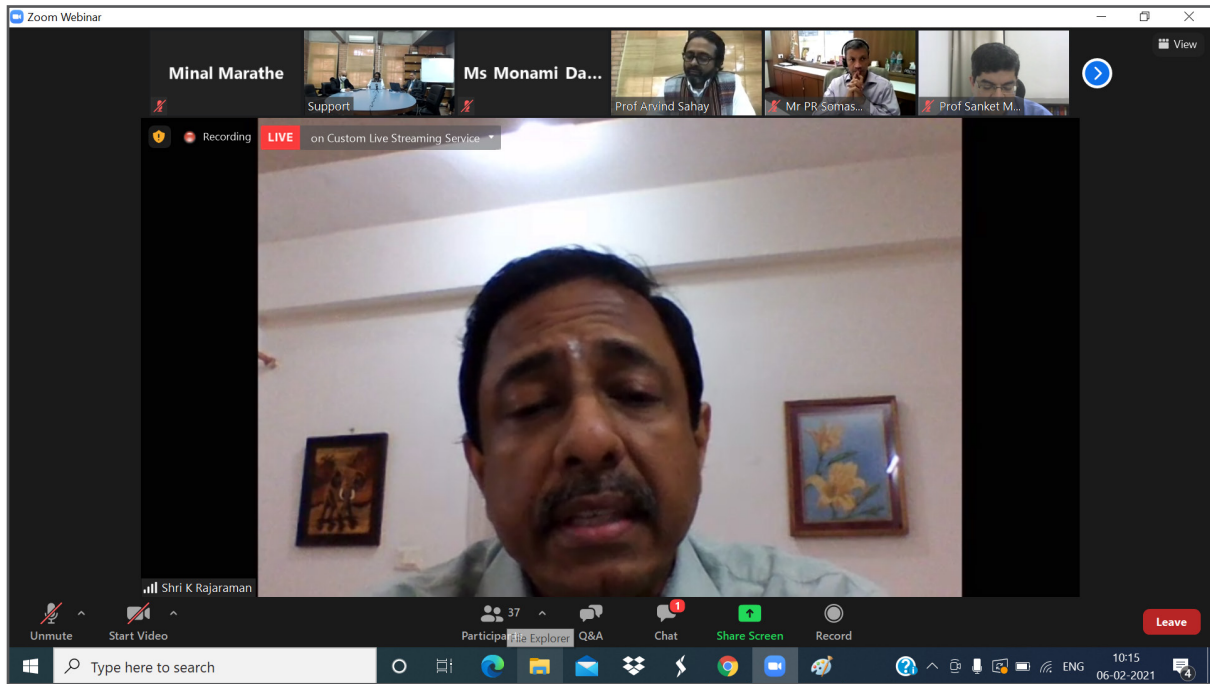 Zoom Webinar
Minal Marathe
Support
Ms Monami Da...
Prof Arvind Sahay
Mr PR Somas...
Prof Sanket M...
View
Recording
LIVE on Custom Live Streaming Service
Shri K Rajaraman
Unmute
Start Video
37
Participan
File Explorer
Q&A
1
Chat
Share Screen
Record
Leave
Type here to search
ENG
10:15
06-02-2021
4